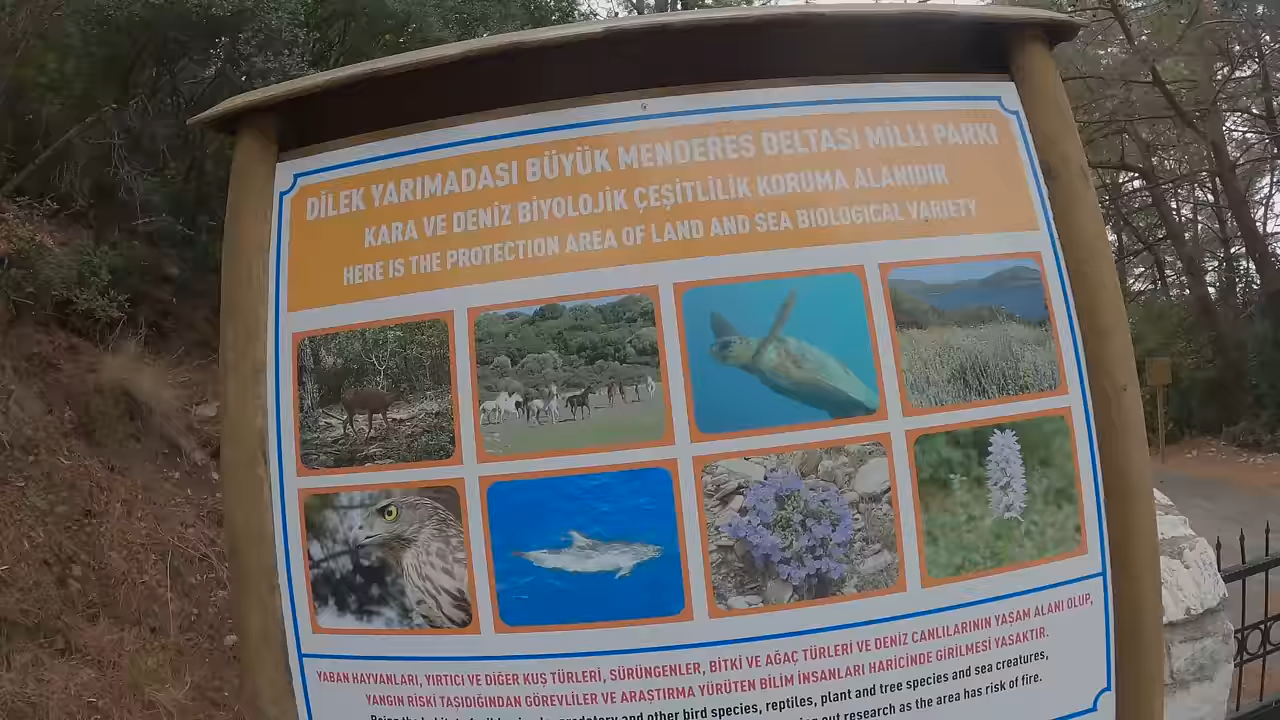 DİLEK YARIMADASI BÜYÜK MENDERES DELTASI MİLLİ PARKI
KARA VE DENİZ BİYOLOJİK ÇEŞİTLİLİK KORUMA ALANIDIR
HERE IS THE PROTECTION AREA OF LAND AND SEA BIOLOGICAL VARIETY
YABAN HAYVANLARI, YIRTICI VE DİĞER KUŞ TÜRLERİ, SÜRÜNGENLER, BİTKİ VE AĞAÇ TÜRLERİ VE DENİZ CANLILARININ YAŞAM ALANI OLUP,
YANGIN RİSKİ TAŞIDIĞINDAN GÖREVLİLER VE ARAŞTIRMA YÜRÜTEN BİLİM İNSANLARI HARİCİNDE GİRİLMESİ YASAKTIR.
and other bird species, reptiles, plant and tree species and sea creatures,
out research as the area has risk of fire.